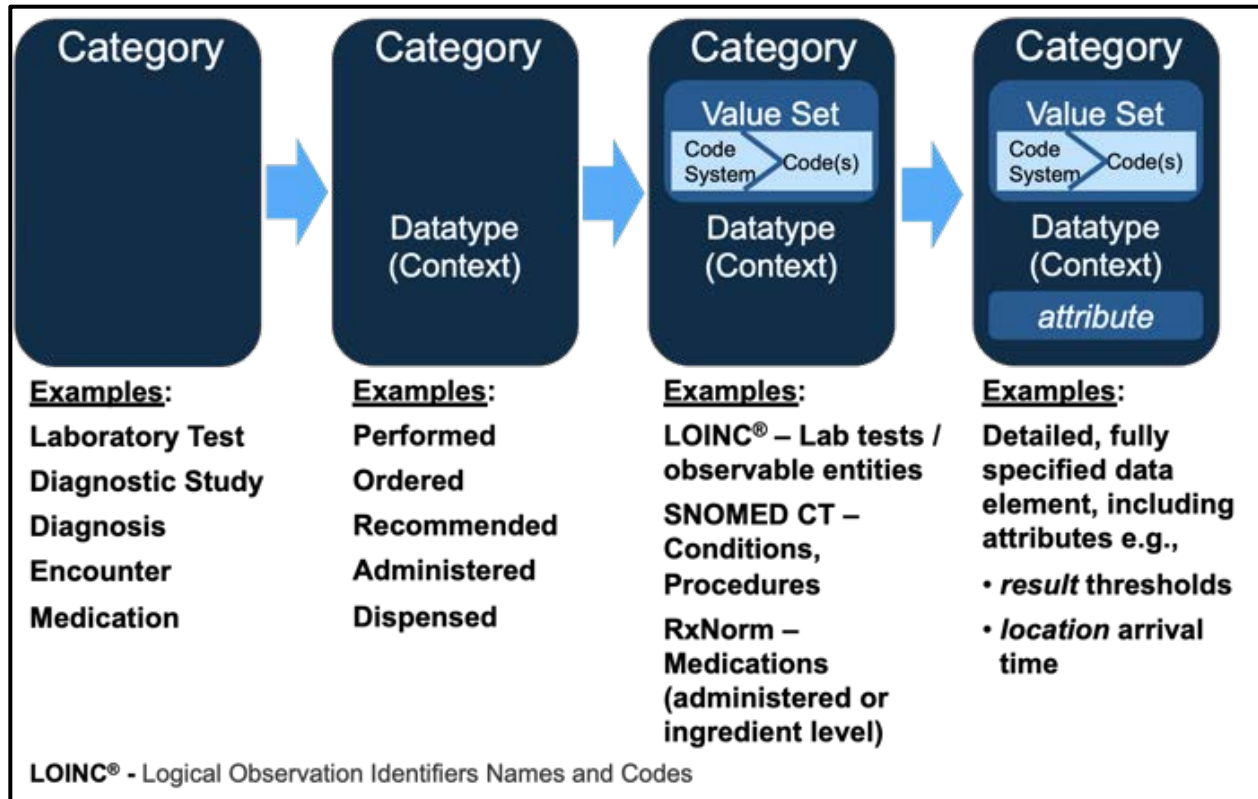 Category
Category
Datatype
(Context)
Category
Value Set
Code
System
Code(s)
Datatype
(Context)
Category
Value Set
Code
System
Code(s)
Datatype
(Context)
attribute
Examples:
Laboratory Test
Diagnostic Study
Diagnosis
Encounter
Medication
Examples:
Performed
Ordered
Recommended
Administered
Dispensed
Examples:
LOINC® – Lab tests /
observable entities
SNOMED CT –
Conditions,
Procedures
RxNorm –
Medications
(administered or
ingredient level)
Examples:
Detailed, fully
specified data
element, including
attributes e.g.,
• result thresholds
• location arrival
time
LOINC® - Logical Observation Identifiers Names and Codes